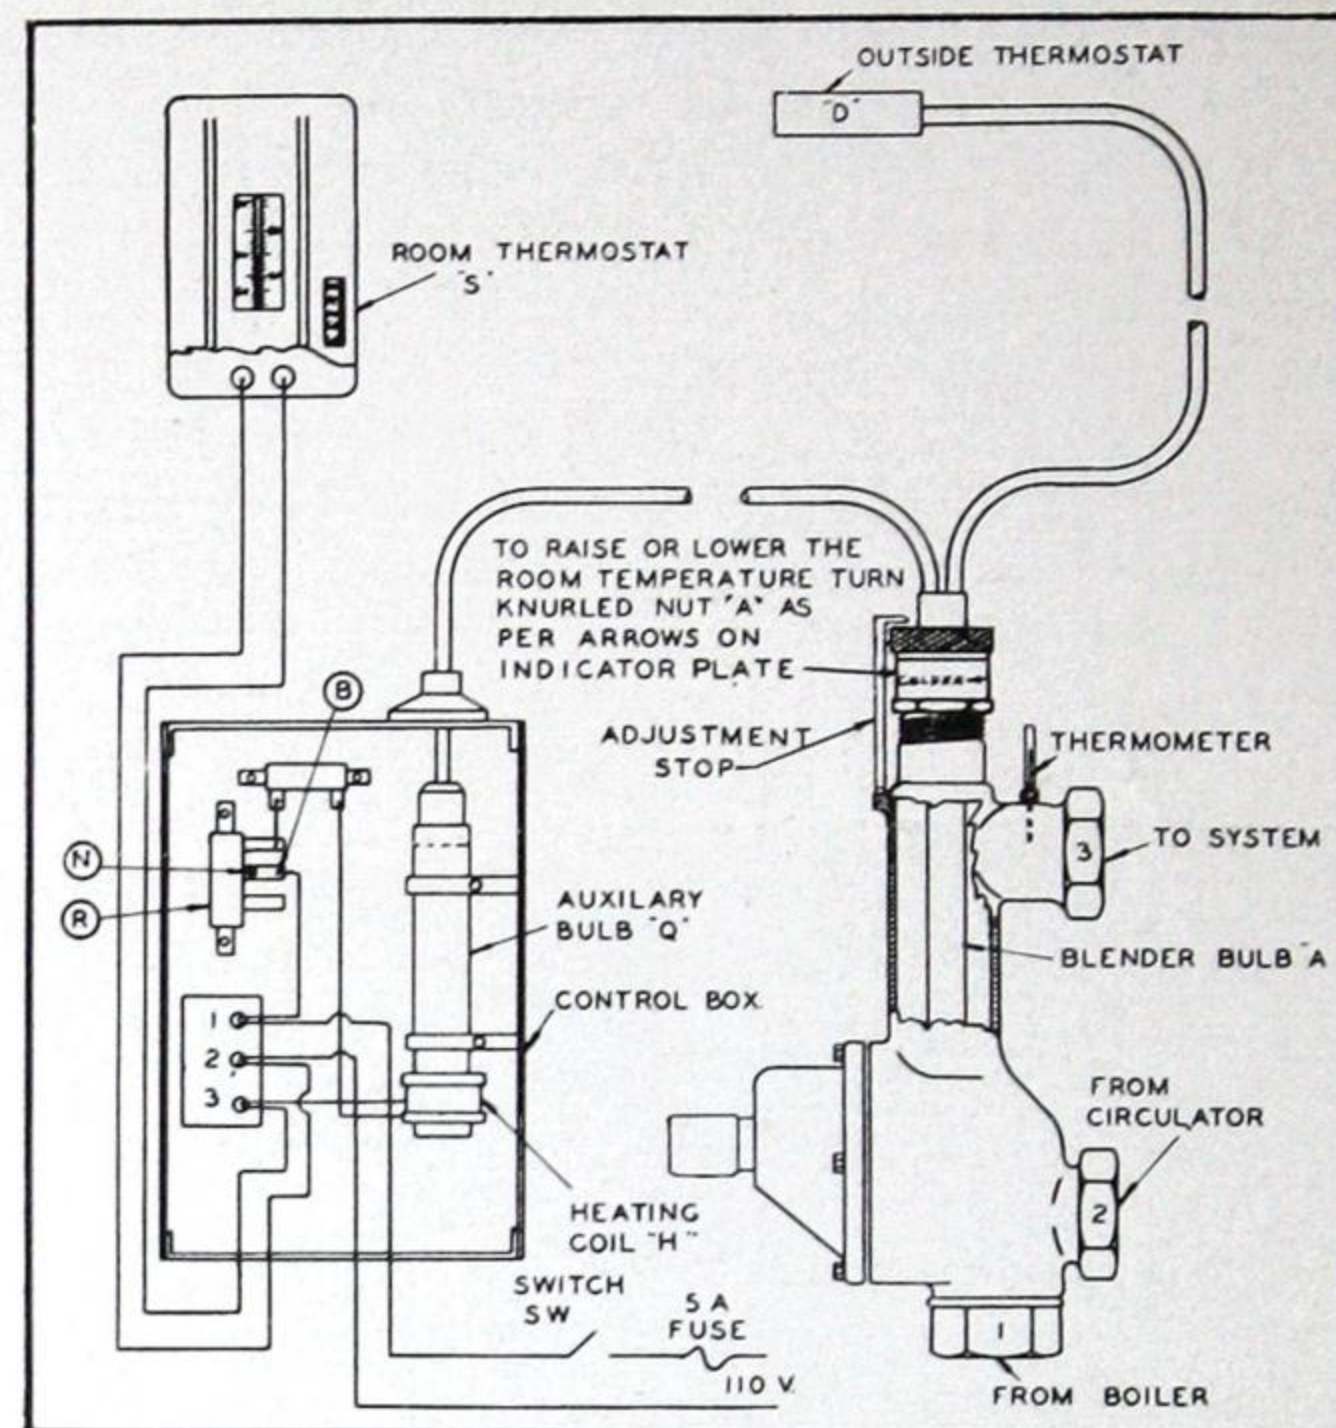 OUTSIDE THERMOSTAT
"D"
ROOM THERMOSTAT
"S"
TO RAISE OR LOWER THE
ROOM TEMPERATURE TURN
KNURLED NUT "A" AS
PER ARROWS ON
INDICATOR PLATE
COLDER
B
ADJUSTMENT
STOP
THERMOMETER
3
TO SYSTEM
N
R
AUXILARY
BULB "Q"
BLENDER BULB "A
CONTROL BOX
1
2
3
FROM
CIRCULATOR
2
HEATING
COIL "H"
SWITCH
SW
5 A
FUSE
110 V.
1
FROM BOILER